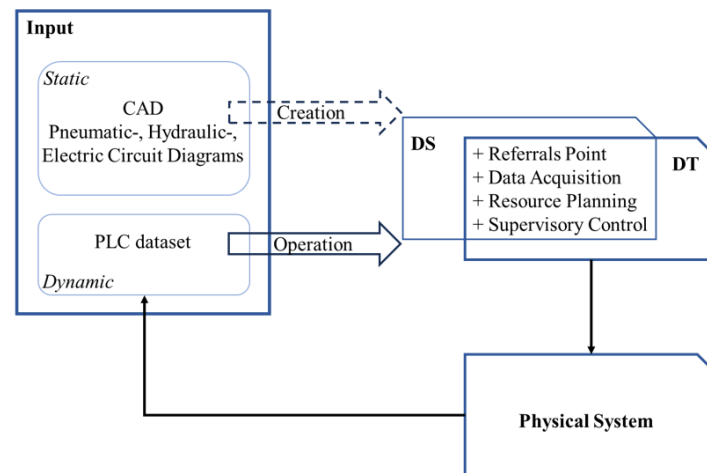 Input
Static
CAD
Pneumatic-, Hydraulic-,
Electric Circuit Diagrams
Creation
DS
DT
+ Referrals Point
+ Data Acquisition
+ Resource Planning
+ Supervisory Control
PLC dataset
Operation
Dynamic
Physical System